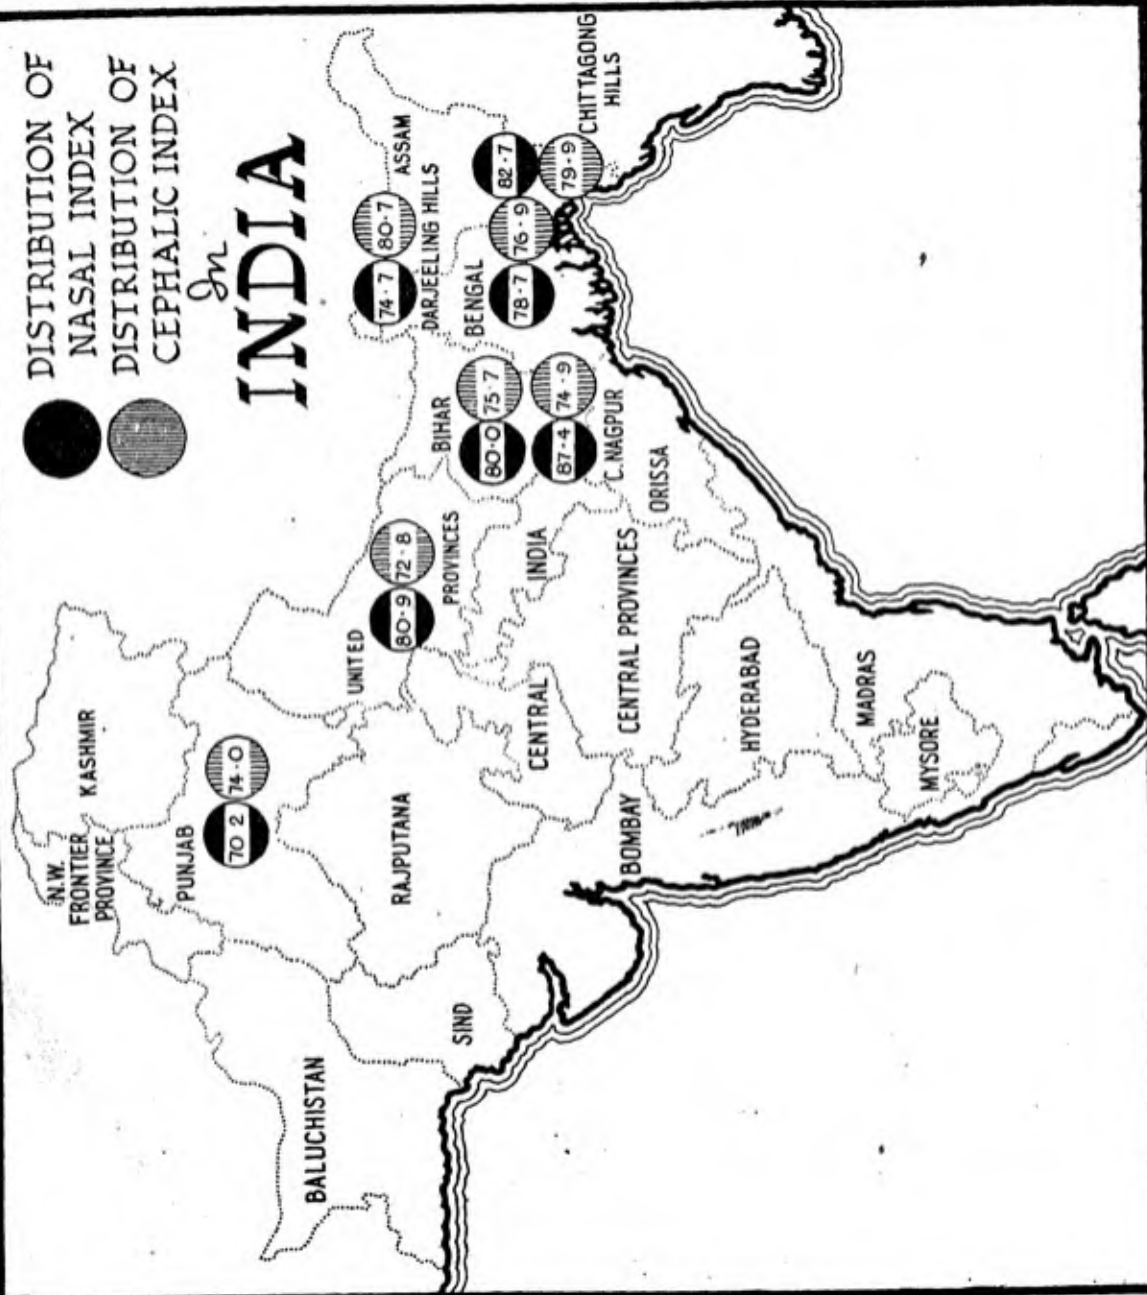 DISTRIBUTION OF
NASAL INDEX
DISTRIBUTION OF
CEPHALIC INDEX
In
INDIA
N.W.
FRONTIER
PROVINCE
KASHMIR
PUNJAB
70 2
74·0
BALUCHISTAN
SIND
RAJPUTANA
UNITED
PROVINCES
80·9
72·8
BIHAR
80·0
75·7
87·4
74·9
C.NAGPUR
74·7
80·7
DARJEELING HILLS
ASSAM
BENGAL
78·7
76·9
82·7
79·9
CHITTAGONG
HILLS
CENTRAL
INDIA
ORISSA
CENTRAL PROVINCES
BOMBAY
HYDERABAD
MADRAS
MYSORE